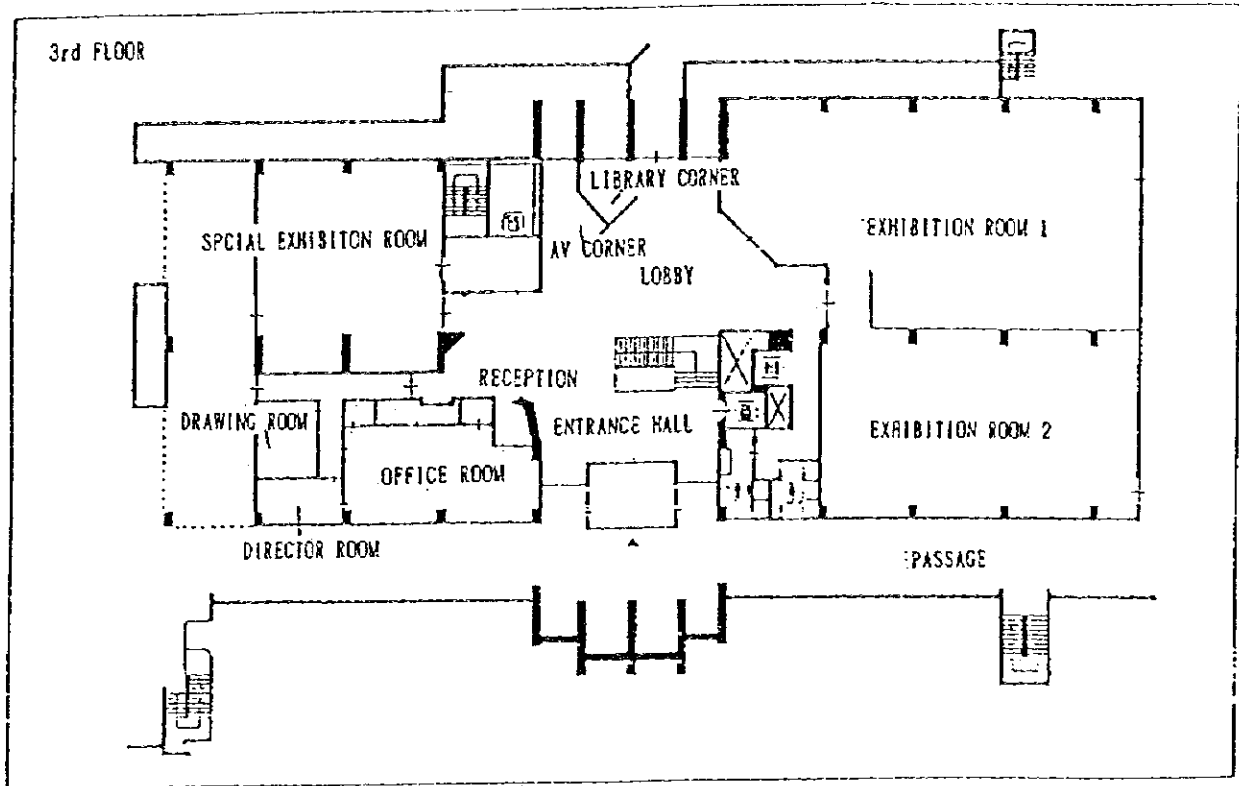 3rd FLOOR
LIBRARY CORNER
SPCIAL EXHIBITON ROOM
EXHIBITION ROOM 1
AV CORNER
LOBBY
RECEPTION
DRAWING ROOM
ENTRANCE HALL
EXHIBITION ROOM 2
OFFICE ROOM
DIRECTOR ROOM
PASSAGE